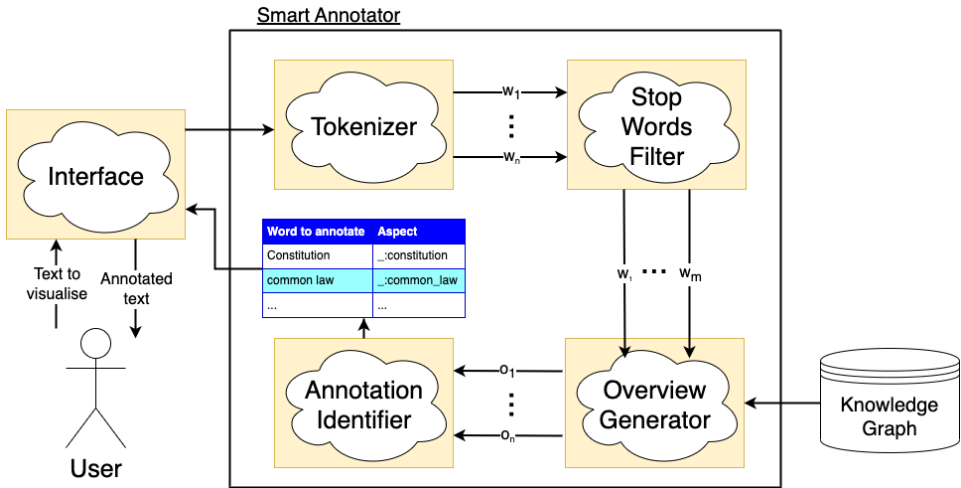 Smart Annotator
Tokenizer
w1
⋮
wn
Stop
Words
Filter
Interface
Word to annotate Aspect
Constitution _:constitution
common law _:common_law
... ...
Text to
visualise
Annotated
text
w1 ... wm
Annotation
Identifier
o1
⋮
on
Overview
Generator
Knowledge
Graph
User